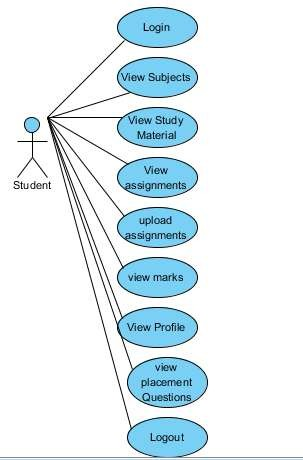 Login
View Subjects
View Study
Material
Student
View
assignments
upload
assignments
view marks
View Profile
view
placement
Questions
Logout